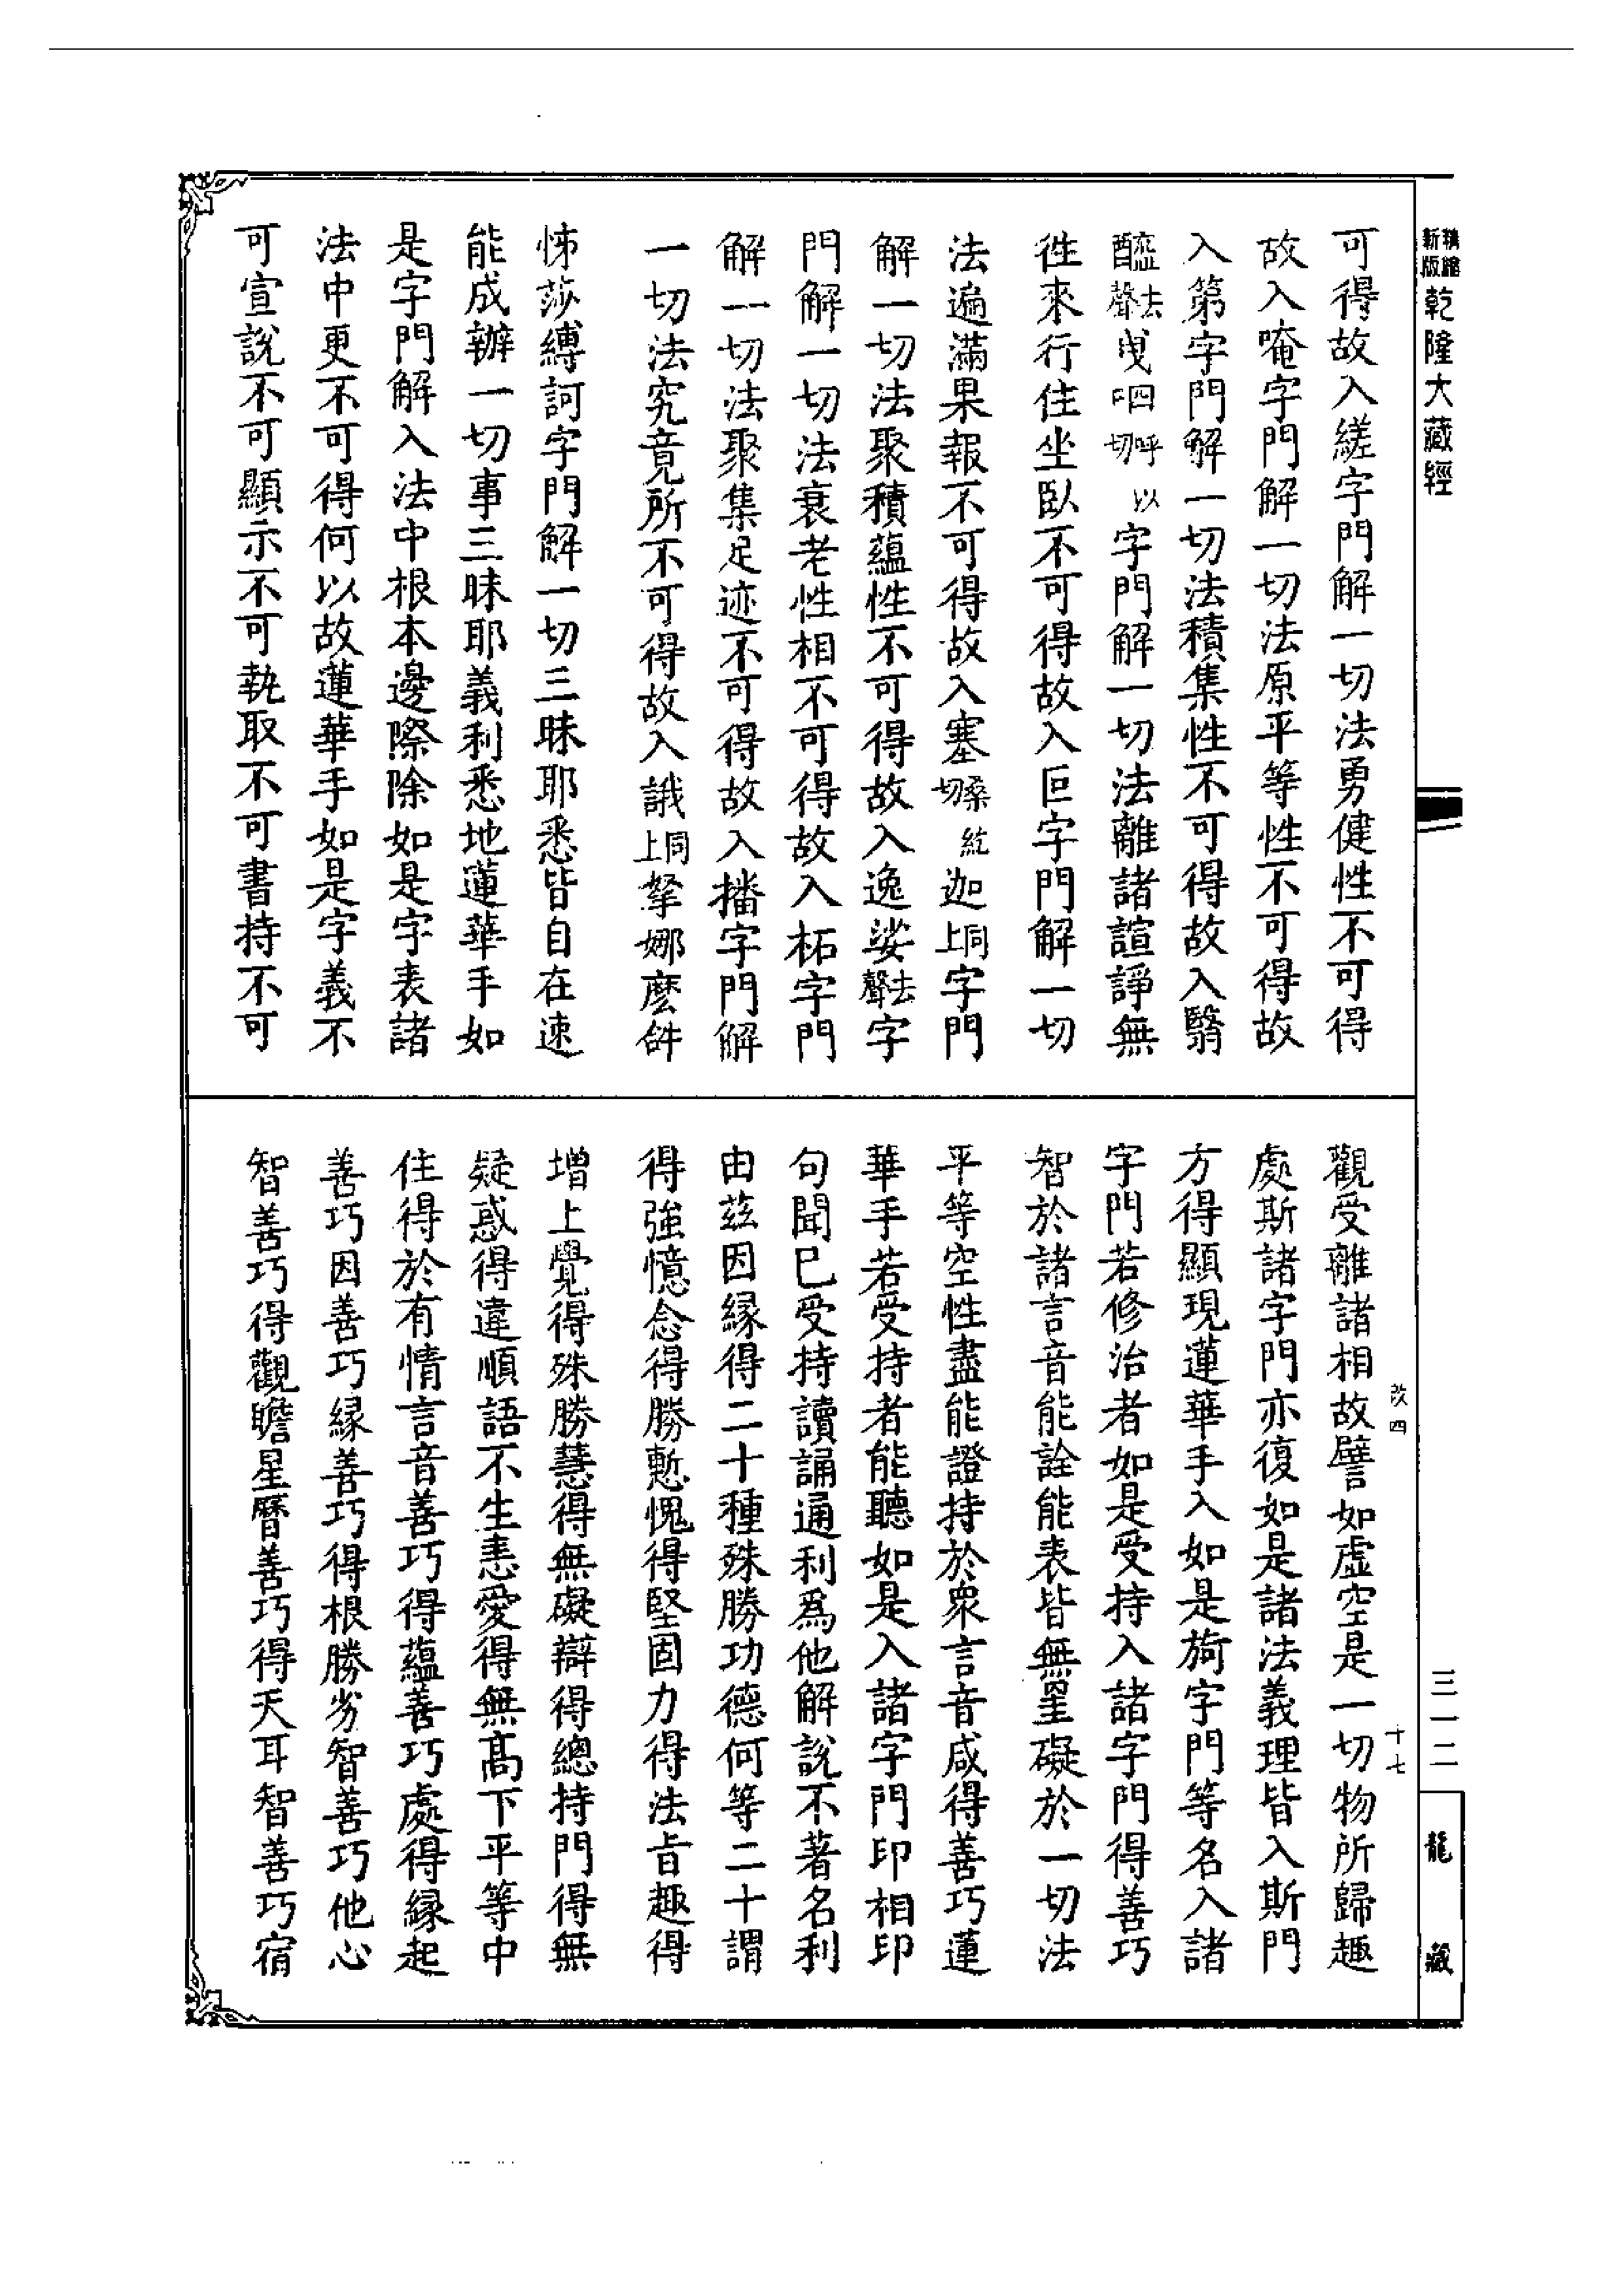 精縮新版乾隆大藏經
可得故入縒字門解一切法勇健性不可得
故入唵字門解一切法原平等性不可得故
入第字門解一切法積集性不可得故入翳
醯去聲曳呼以字門解一切法離諸諠諍無
徃來行住坐臥不可得故入叵字門解一切
法遍滿果報不可得故入塞桑紇切迦同上字門
解一切法聚積蘊性不可得故入逸娑去聲字
門解一切法衰老性相不可得故入柘字門
解一切法聚集足迹不可得故入播字門解
一切法究竟所不可得故入誐同上拏娜麽
悌莎縛訶字門解一切三昧耶悉皆自在速
能成辦一切事三昧耶義利悉地蓮華手如
是字門解入法中根本邊際除如是字表諸
法中更不可得何以故蓮華手如是字義不
可宣說不可顯示不可執取不可書持不可
觀受離諸相故譬如虛空是一切物所歸趣
處斯諸字門亦復如是諸法義理皆入斯門
方得顯現蓮華手入如是㫊字門等名入諸
字門若修治者如是受持入諸字門得善巧
智於諸言音能詮能表皆無罣礙於一切法
平等空性盡能證持於眾言音咸得善巧蓮
華手若受持者能聽如是入諸字門印相印
句聞已受持讀誦通利爲他解說不著名利
由茲因緣得二十種殊勝功德何等二十謂
得強憶念得勝慙愧得堅固力得法㫖趣得
增上覺得殊勝慧得無礙辯得總持門得無
疑惑得違順語不生恚愛得無高下平等中
住得於有情言音善巧得蘊善巧處得緣起
善巧因善巧緣善巧得根勝劣智善巧他心
智善巧得觀瞻星曆善巧得天耳智善巧宿
改四
十七
三一二
龍藏